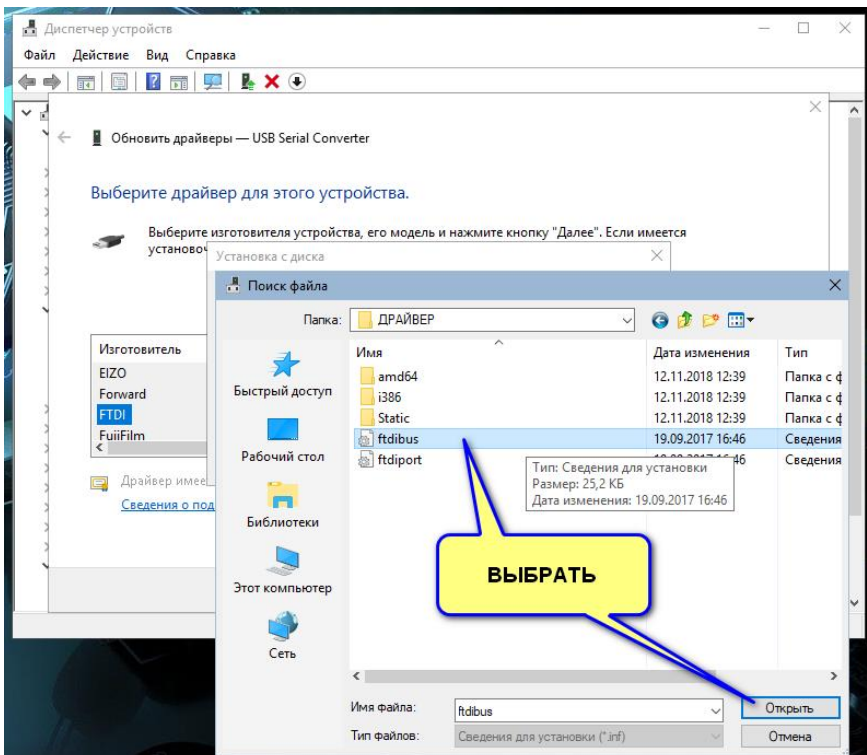 Диспетчер устройств
Файл Действие Вид Справка
Обновить драйверы — USB Serial Converter
Выберите драйвер для этого устройства.
Выберите изготовителя устройства, его модель и нажмите кнопку "Далее". Если имеется
установоч
Установка с диска
Поиск файла
Папка: ДРАЙВЕР
Изготовитель
EIZO
Forward
FTDI
FujiFilm
Драйвер имее
Сведения о под
Быстрый доступ
Рабочий стол
Библиотеки
Этот компьютер
Сеть
Имя Дата изменения Тип
amd64 12.11.2018 12:39 Папка с ф
i386 12.11.2018 12:39 Папка с ф
Static 12.11.2018 12:39 Папка с ф
ftdibus 19.09.2017 16:46 Сведения
ftdiport 46 Сведения
Тип: Сведения для установки
Размер: 25,2 КБ
Дата изменения: 19.09.2017 16:46
ВЫБРАТЬ
Имя файла: ftdibus Открыть
Тип файлов: Сведения для установки (*.inf) Отмена